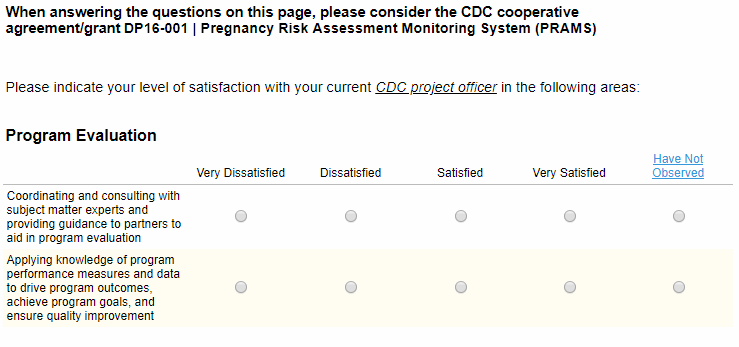 When answering the questions on this page, please consider the CDC cooperative
agreement/grant DP16-001 | Pregnancy Risk Assessment Monitoring System (PRAMS)
Please indicate your level of satisfaction with your current CDC project officer in the following areas:
Program Evaluation
Very Dissatisfied Dissatisfied Satisfied Very Satisfied Have Not
Observed
Coordinating and consulting with
subject matter experts and
providing guidance to partners to
aid in program evaluation
Applying knowledge of program
performance measures and data
to drive program outcomes,
achieve program goals, and
ensure quality improvement